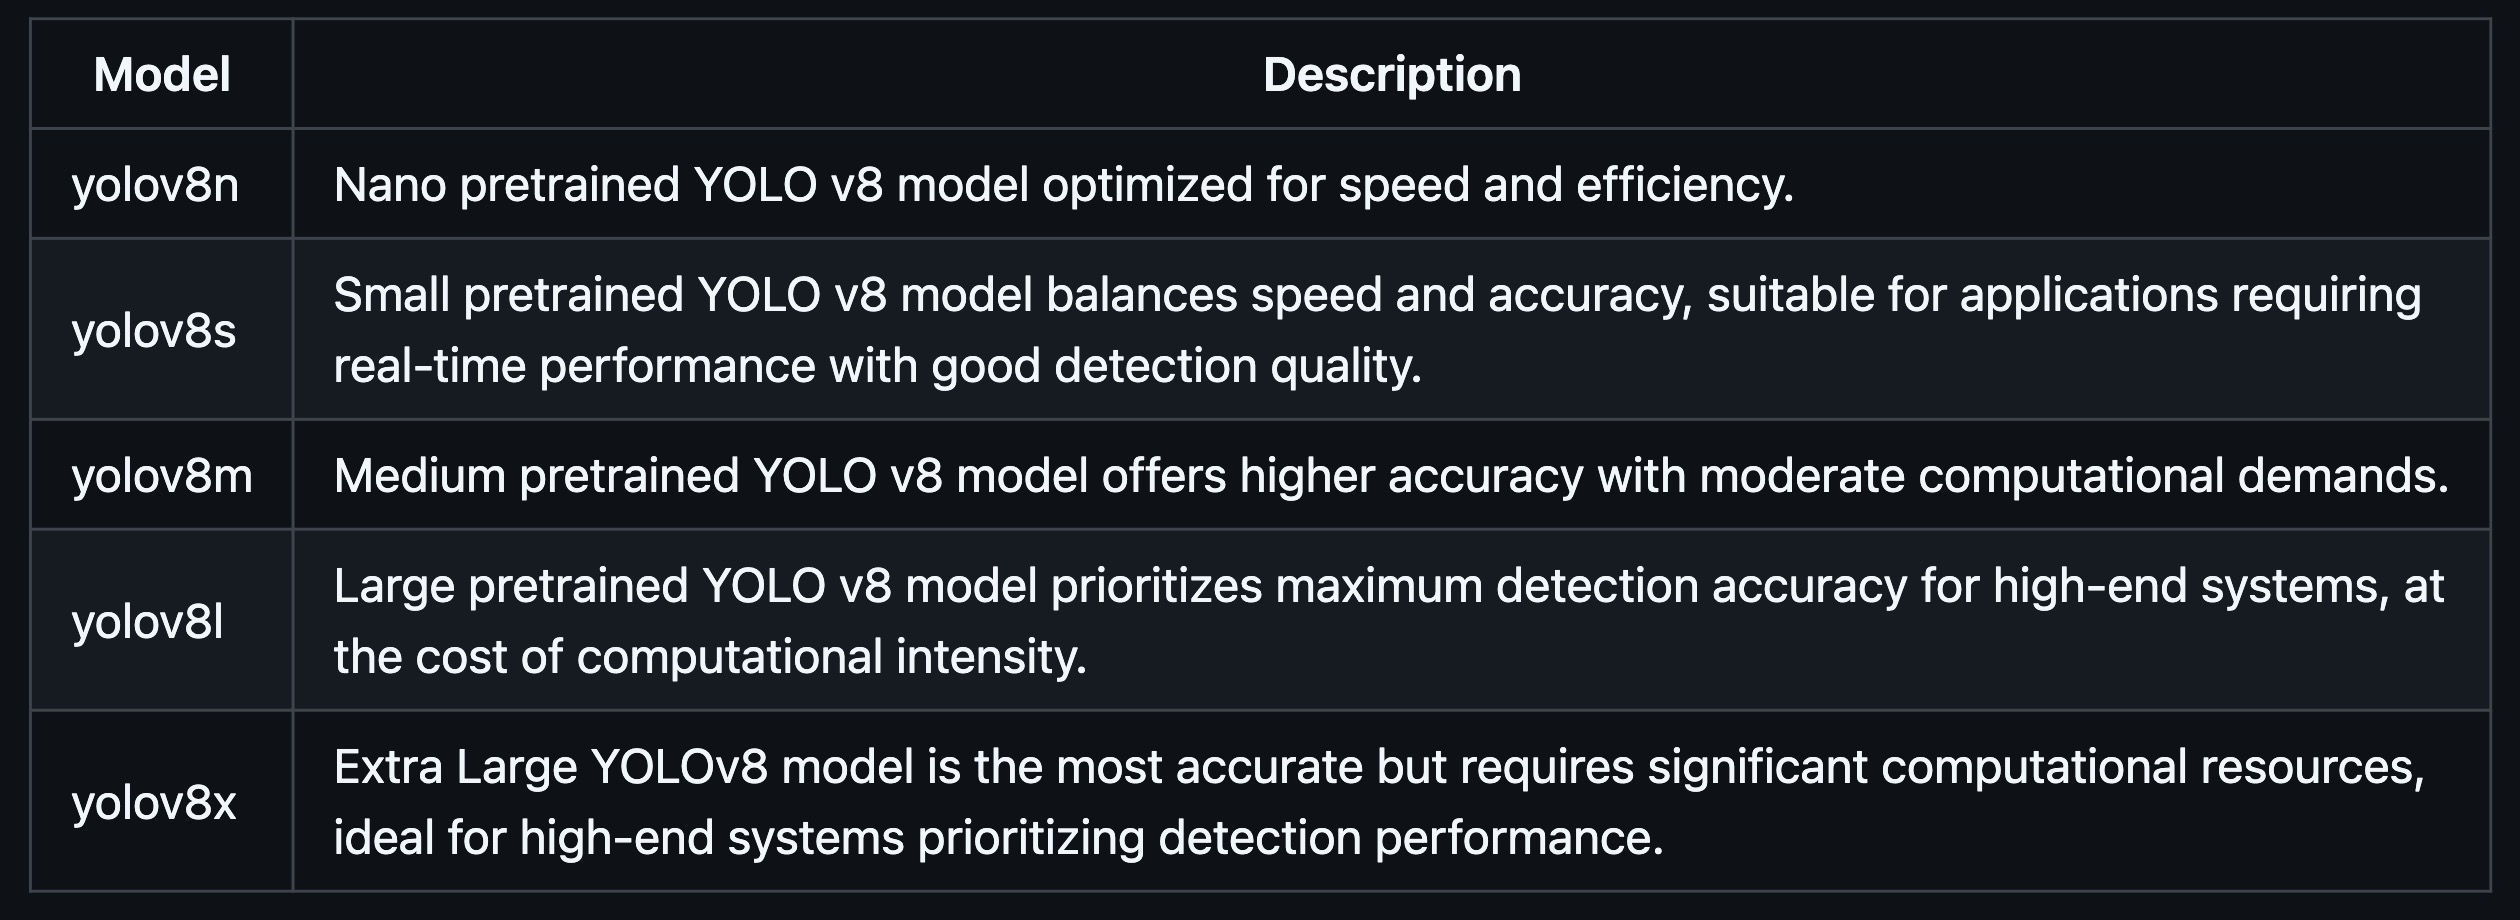 Model Description
yolov8n Nano pretrained YOLO v8 model optimized for speed and efficiency.
yolov8s Small pretrained YOLO v8 model balances speed and accuracy, suitable for applications requiring
real-time performance with good detection quality.
yolov8m Medium pretrained YOLO v8 model offers higher accuracy with moderate computational demands.
yolov8l Large pretrained YOLO v8 model prioritizes maximum detection accuracy for high-end systems, at
the cost of computational intensity.
yolov8x Extra Large YOLOv8 model is the most accurate but requires significant computational resources,
ideal for high-end systems prioritizing detection performance.